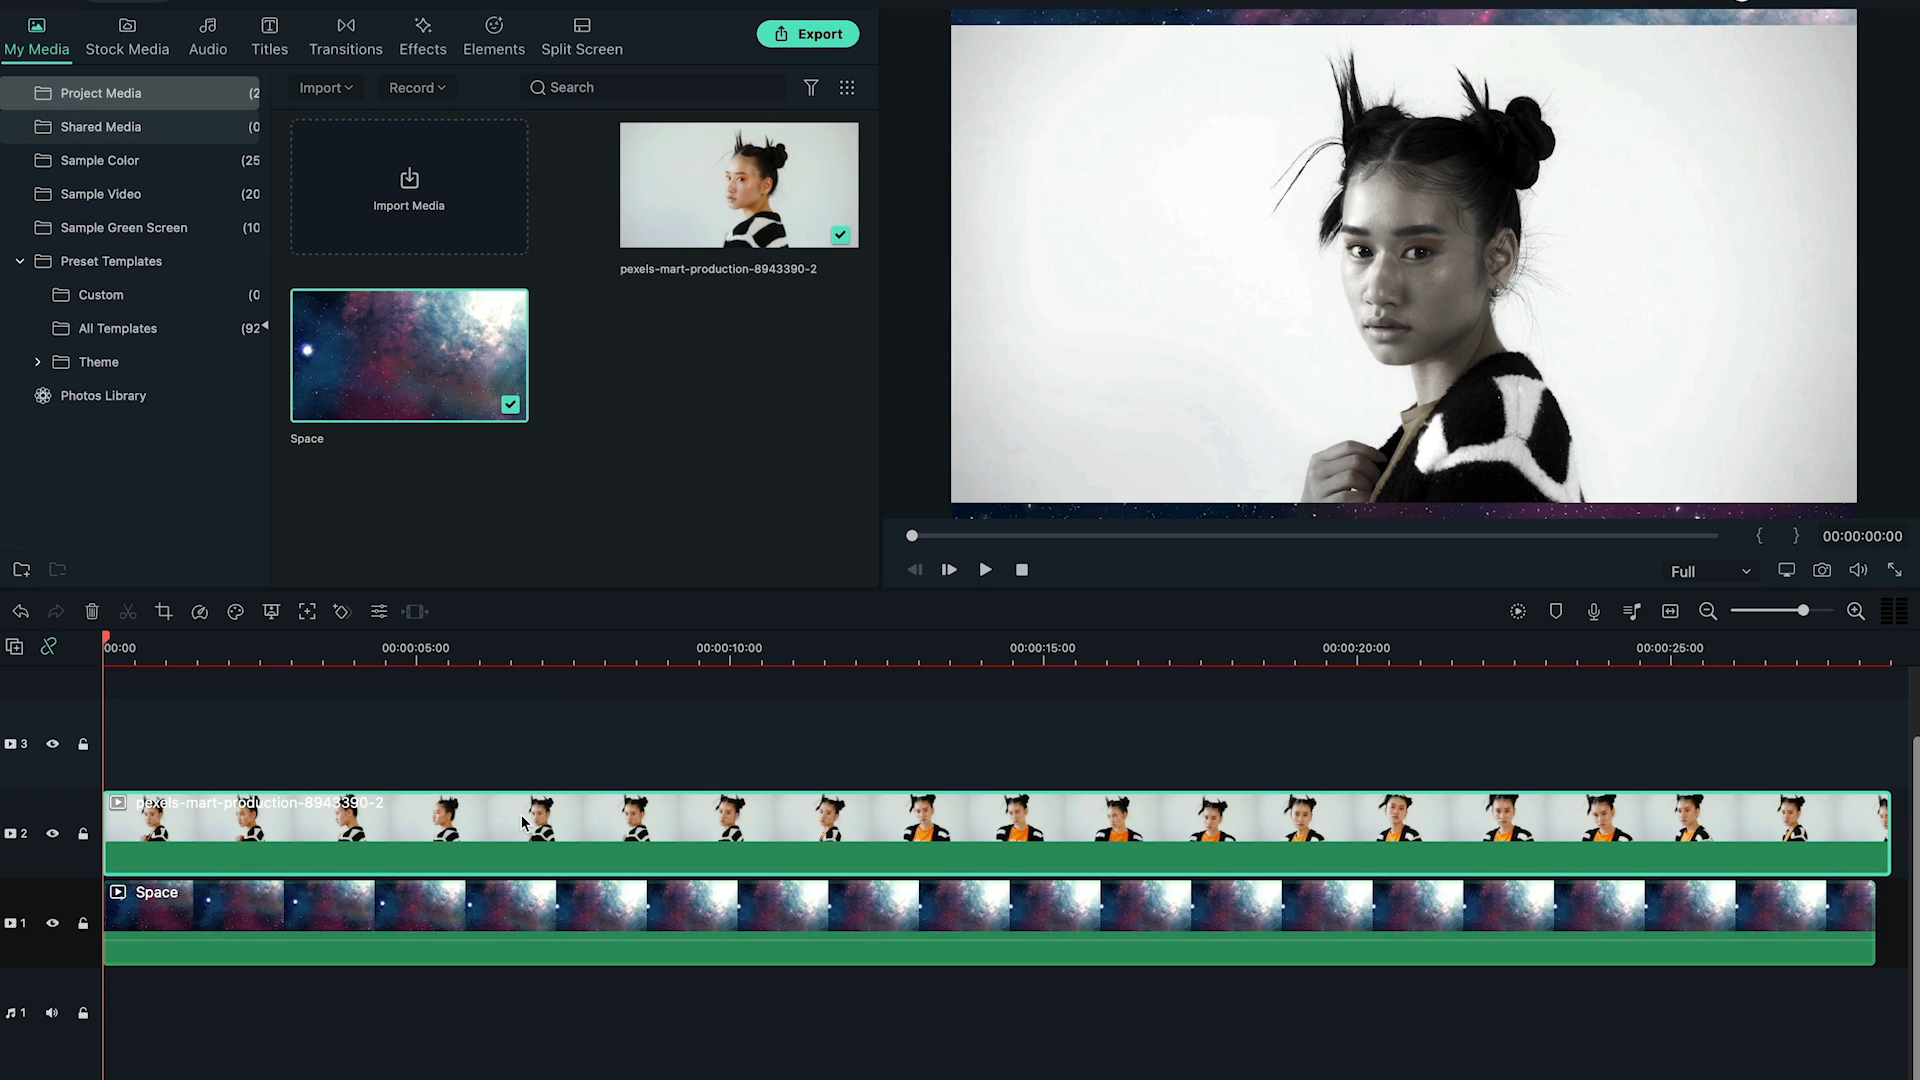 My Media
Stock Media
Audio
Titles
Transitions
Effects
Elements
Split Screen
Export
Project Media (2
Shared Media (0
Sample Color (25
Sample Video (20
Sample Green Screen (10
Preset Templates
Custom (0
All Templates (92
Theme
Photos Library
Import
Record
Search
Import Media
pexels-mart-production-8943390-2
Space
{ } 00:00:00:00
Full
00:00 00:00:05:00 00:00:10:00 00:00:15:00 00:00:20:00 00:00:25:00
3
2
pexels-mart-production-8943390-2
1
Space
1